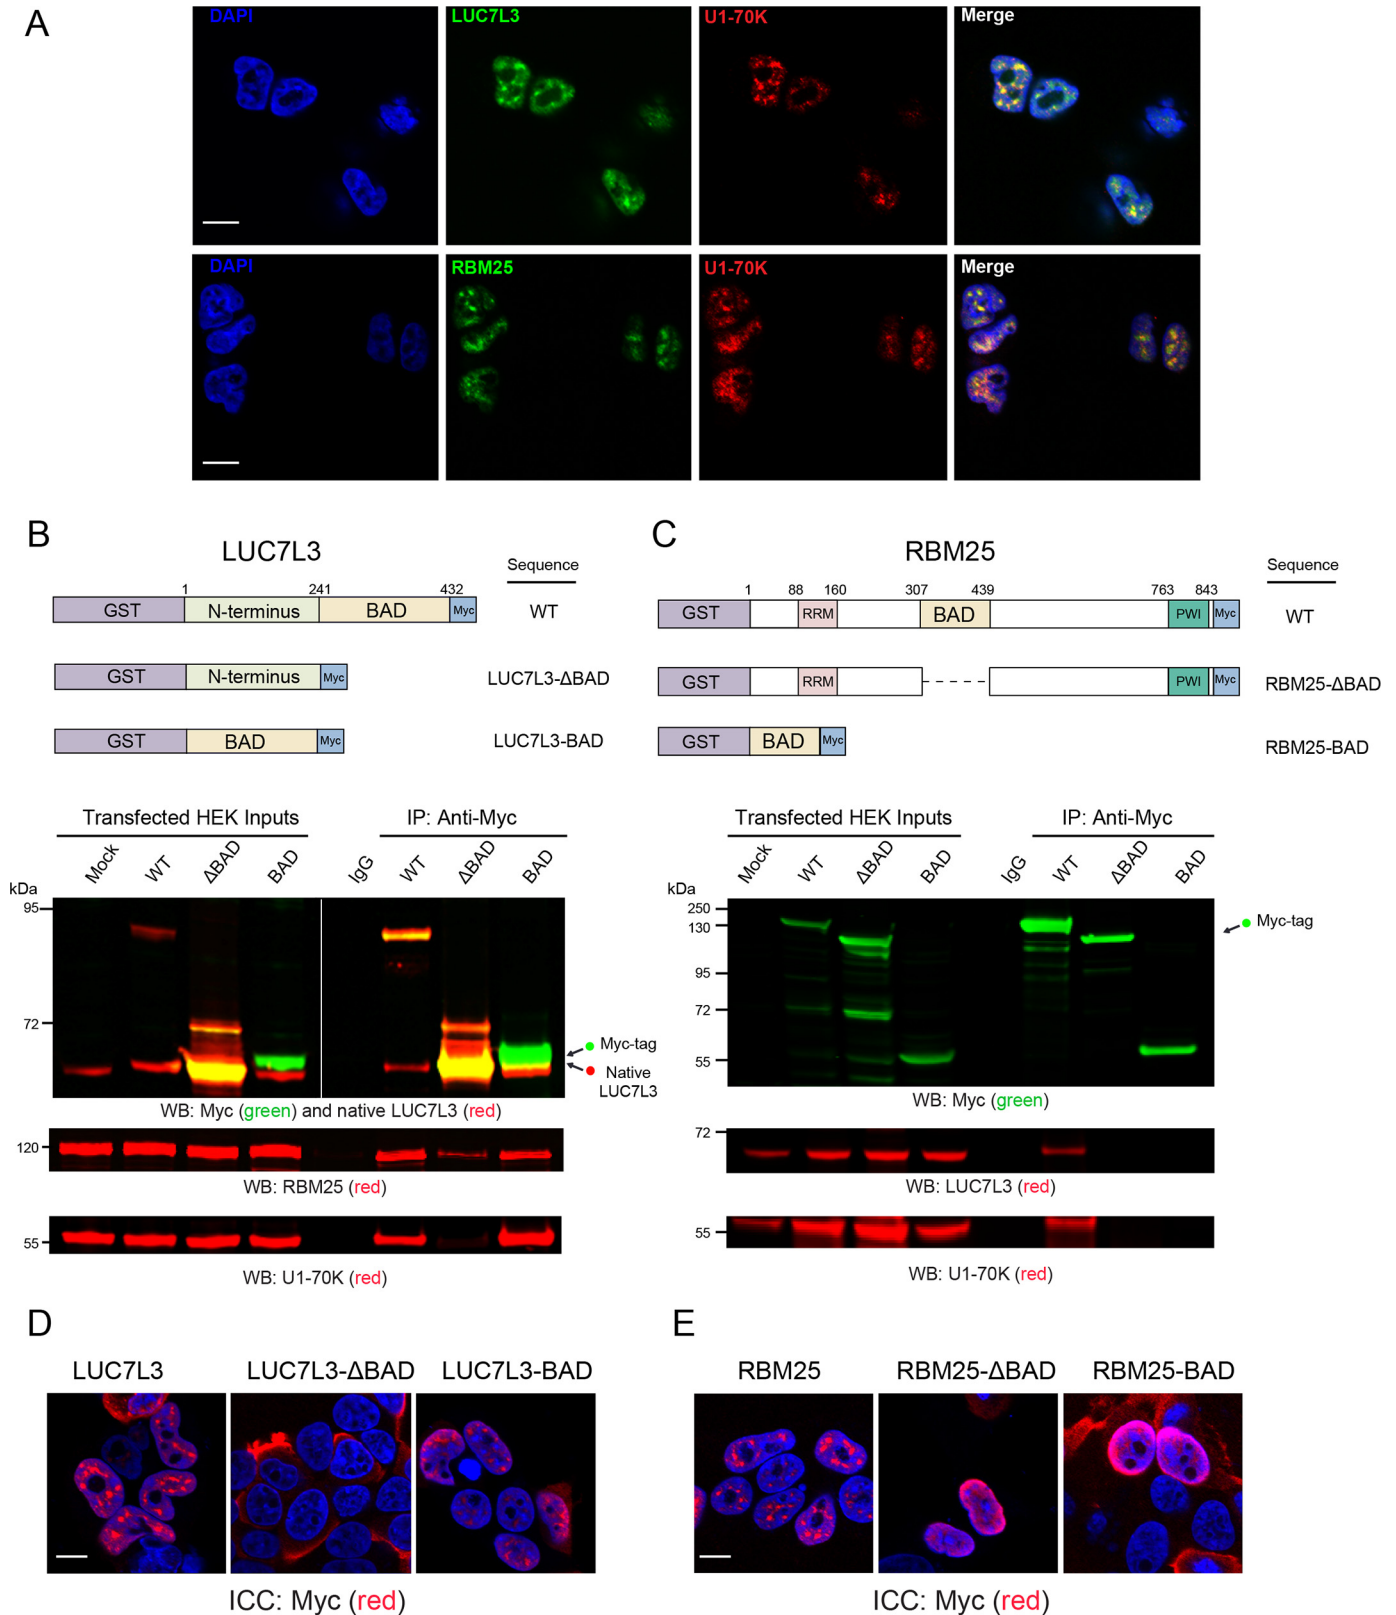 A
DAPI LUC7L3 U1-70K Merge
DAPI RBM25 U1-70K Merge
B
LUC7L3
Sequence
1 241 432
GST N-terminus BAD Myc WT
GST N-terminus Myc LUC7L3-ΔBAD
GST BAD Myc LUC7L3-BAD
Transfected HEK Inputs IP: Anti-Myc
Mock WT ΔBAD BAD IgG WT ΔBAD BAD
kDa
95
72
Myc-tag
Native
LUC7L3
WB: Myc (green) and native LUC7L3 (red)
120
WB: RBM25 (red)
55
WB: U1-70K (red)
C
RBM25
Sequence
1 88 160 307 439 763 843
GST RRM BAD PWI Myc WT
GST RRM PWI Myc RBM25-ΔBAD
GST BAD Myc RBM25-BAD
Transfected HEK Inputs IP: Anti-Myc
Mock WT ΔBAD BAD IgG WT ΔBAD BAD
kDa
250
130
95
72
55
Myc-tag
WB: Myc (green)
72
WB: LUC7L3 (red)
55
WB: U1-70K (red)
D
LUC7L3 LUC7L3-ΔBAD LUC7L3-BAD
ICC: Myc (red)
E
RBM25 RBM25-ΔBAD RBM25-BAD
ICC: Myc (red)